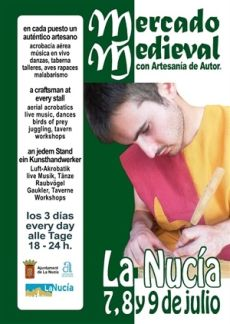 en cada puesto un
auténtico artesano
acrobacia aérea
música en vivo
danzas, taberna
talleres, aves rapaces
malabarismo
a craftsman at
every stall
aerial acrobatics
live music, dances
birds of prey
juggling, tavern
workshops
an jedem Stand
ein Kunsthandwerker
Luft-Akrobatik
live Musik, Tänze
Raubvögel
Gaukler, Taverne
Workshops
los 3 días
every day
alle Tage
18 - 24 h.
Ajuntament
de La Nucía
LaNucía
Mercado
Medieval
con Artesanía de Autor.
La Nucía
7, 8 y 9 de julio